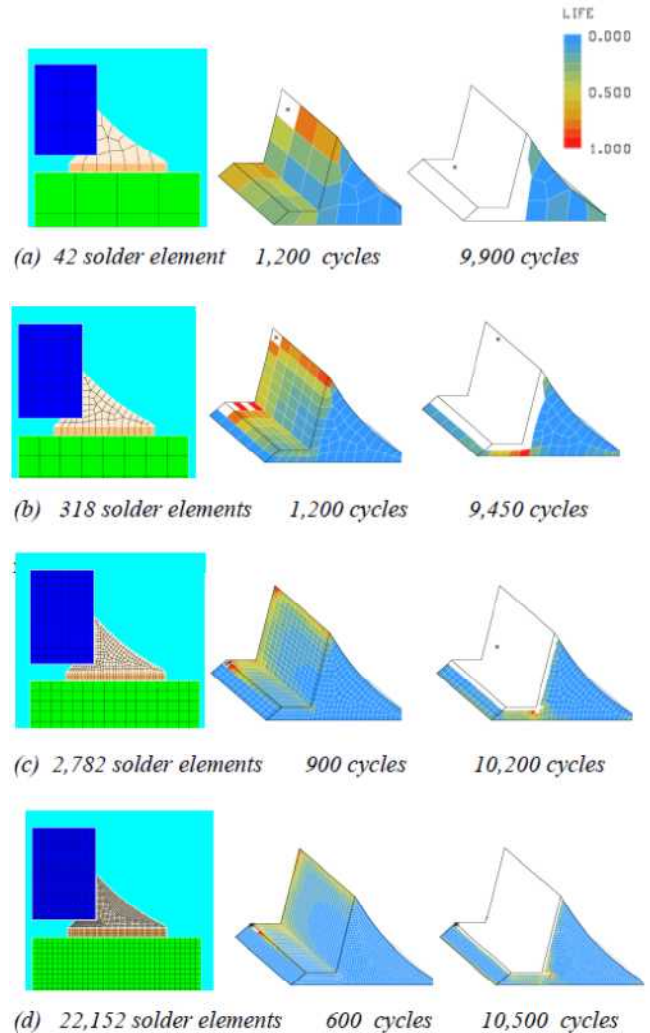 LIFE
0.000
0.500
1.000
(a) 42 solder element 1,200 cycles 9,900 cycles
(b) 318 solder elements 1,200 cycles 9,450 cycles
(c) 2,782 solder elements 900 cycles 10,200 cycles
(d) 22,152 solder elements 600 cycles 10,500 cycles